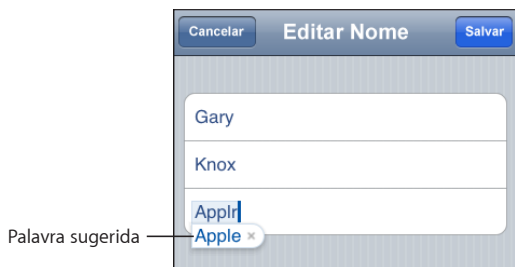 Cancelar Editar Nome Salvar
Gary
Knox
Applr
Palavra sugerida Apple ×